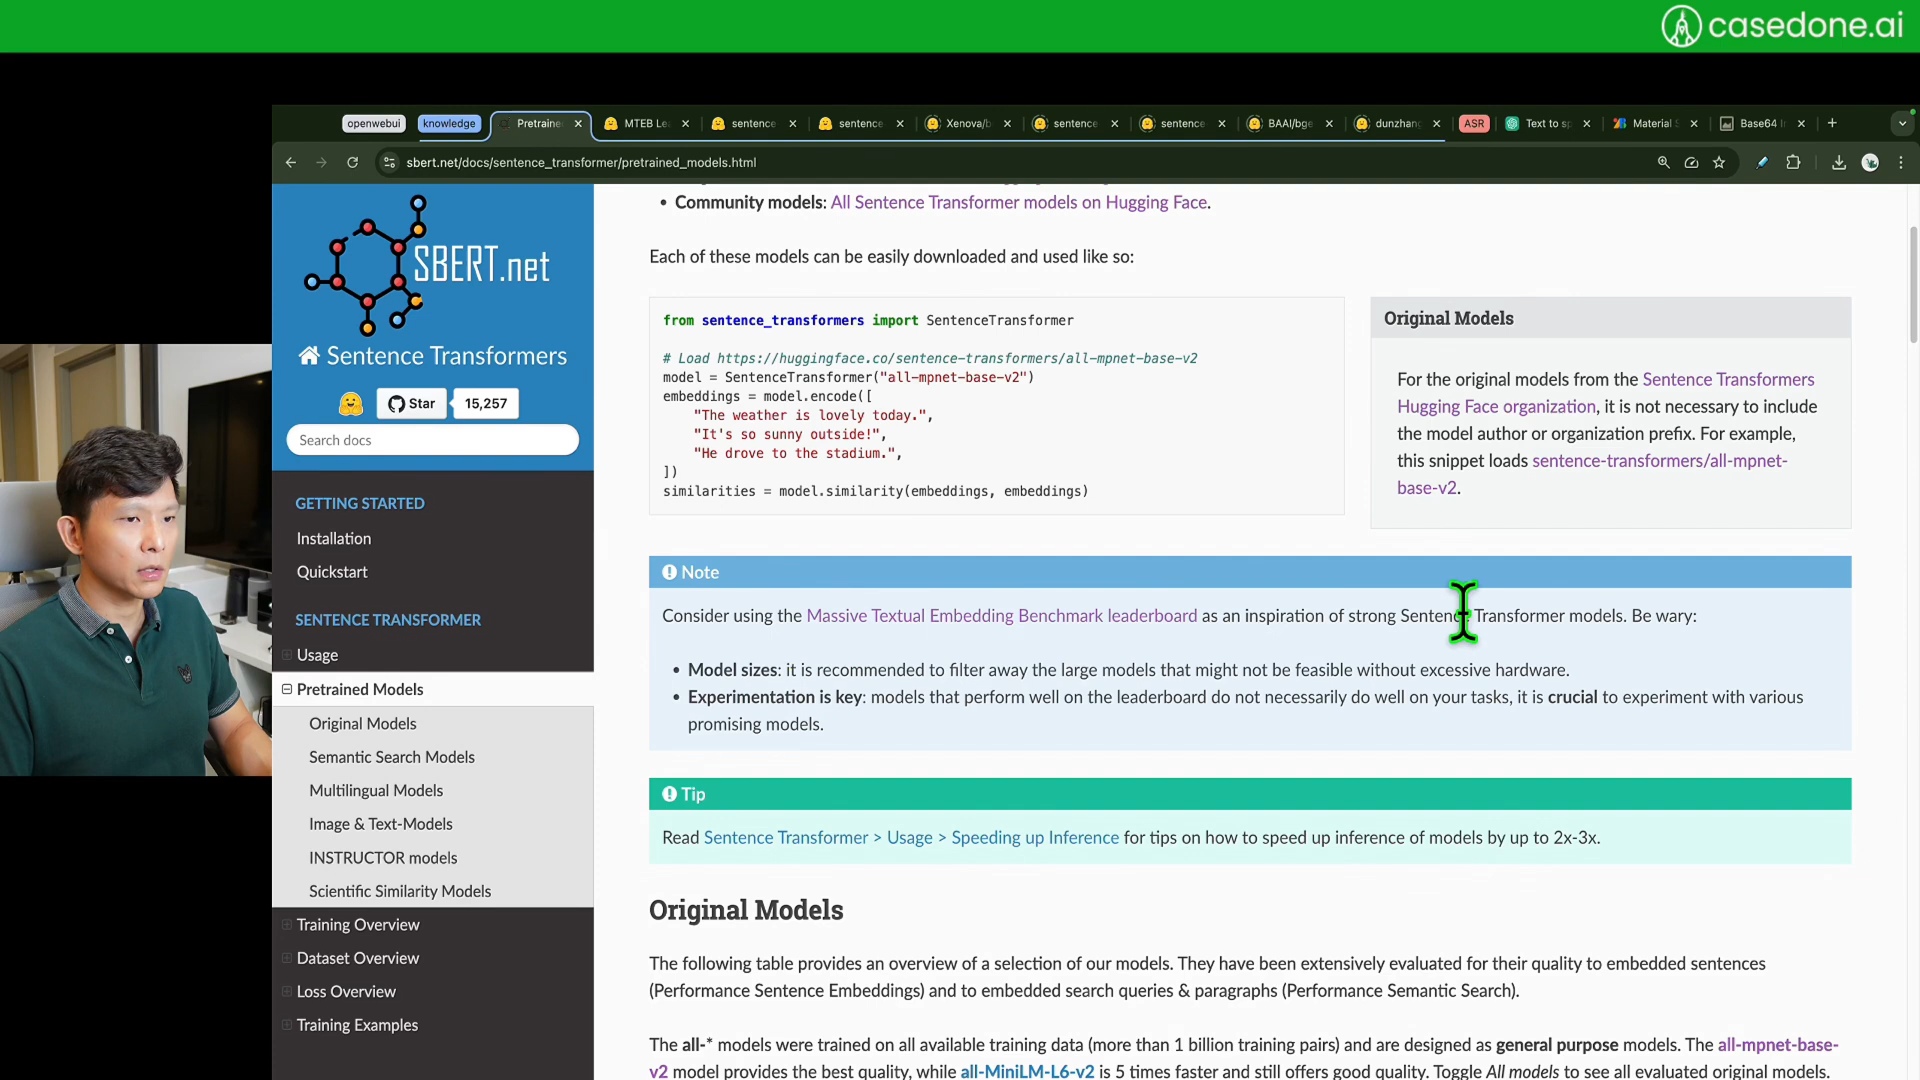 casedone.ai
openwebui
knowledge
Pretraine
MTEB Le
sentence
sentence
Xenova/b
sentence
sentence
BAAI/bge
dunzhang
ASR
Text to sp
Material S
Base64 I
sbert.net/docs/sentence_transformer/pretrained_models.html
SBERT.net
Sentence Transformers
Star
15,257
Search docs
GETTING STARTED
Installation
Quickstart
SENTENCE TRANSFORMER
Usage
Pretrained Models
Original Models
Semantic Search Models
Multilingual Models
Image & Text-Models
INSTRUCTOR models
Scientific Similarity Models
Training Overview
Dataset Overview
Loss Overview
Training Examples
• Community models: All Sentence Transformer models on Hugging Face.
Each of these models can be easily downloaded and used like so:
from sentence_transformers import SentenceTransformer
# Load https://huggingface.co/sentence-transformers/all-mpnet-base-v2
model = SentenceTransformer("all-mpnet-base-v2")
embeddings = model.encode([
"The weather is lovely today.",
"It's so sunny outside!",
"He drove to the stadium.",
])
similarities = model.similarity(embeddings, embeddings)
Original Models
For the original models from the Sentence Transformers
Hugging Face organization, it is not necessary to include
the model author or organization prefix. For example,
this snippet loads sentence-transformers/all-mpnet-
base-v2.
Note
Consider using the Massive Textual Embedding Benchmark leaderboard as an inspiration of strong Sentence Transformer models. Be wary:
• Model sizes: it is recommended to filter away the large models that might not be feasible without excessive hardware.
• Experimentation is key: models that perform well on the leaderboard do not necessarily do well on your tasks, it is crucial to experiment with various
promising models.
Tip
Read Sentence Transformer > Usage > Speeding up Inference for tips on how to speed up inference of models by up to 2x-3x.
Original Models
The following table provides an overview of a selection of our models. They have been extensively evaluated for their quality to embedded sentences
(Performance Sentence Embeddings) and to embedded search queries & paragraphs (Performance Semantic Search).
The all-* models were trained on all available training data (more than 1 billion training pairs) and are designed as general purpose models. The all-mpnet-base-
v2 model provides the best quality, while all-MiniLM-L6-v2 is 5 times faster and still offers good quality. Toggle All models to see all evaluated original models.